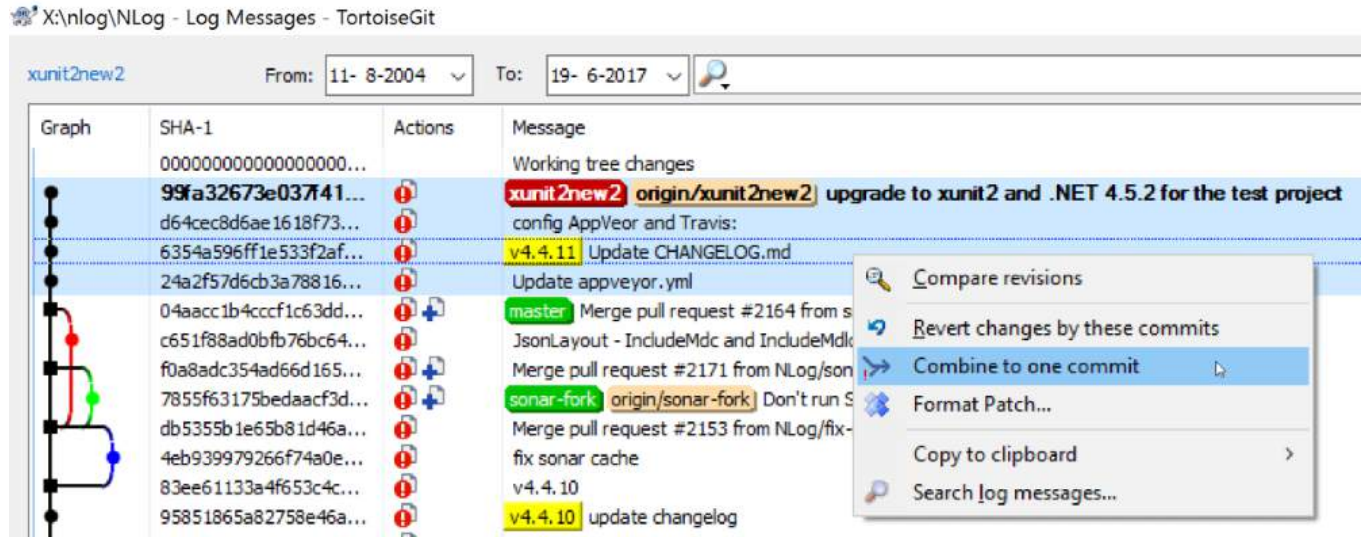 X:\nlog\NLog - Log Messages - TortoiseGit
xunit2new2 From: 11- 8-2004 To: 19- 6-2017
Graph SHA-1 Actions Message
000000000000000000... Working tree changes
99fa32673e037f41... xunit2new2 origin/xunit2new2 upgrade to xunit2 and .NET 4.5.2 for the test project
d64cec8d6ae1618f73... config AppVeor and Travis:
6354a596ff1e533f2af... v4.4.11 Update CHANGELOG.md
24a2f57d6cb3a78816... Update appveyor.yml
04aacc1b4cccf1c63dd... master Merge pull request #2164 from s
c651f88ad0bfb76bc64... JsonLayout - IncludeMdc and IncludeMdlc
f0a8adc354ad66d165... Merge pull request #2171 from NLog/son
7855f63175bedaacf3d... sonar-fork origin/sonar-fork Don't run S
db5355b1e65b81d46a... Merge pull request #2153 from NLog/fix-
4eb939979266f74a0e... fix sonar cache
83ee61133a4f653c4c... v4.4.10
95851865a82758e46a... v4.4.10 update changelog
Compare revisions
Revert changes by these commits
Combine to one commit
Format Patch...
Copy to clipboard
Search log messages...